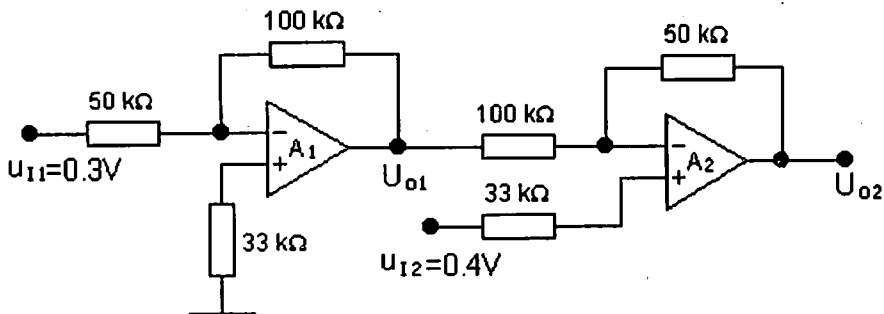 100 kΩ
50 kΩ
50 kΩ
100 kΩ
− A1 +
− A2 +
uI1=0.3V
Uo1
Uo2
33 kΩ
33 kΩ
uI2=0.4V